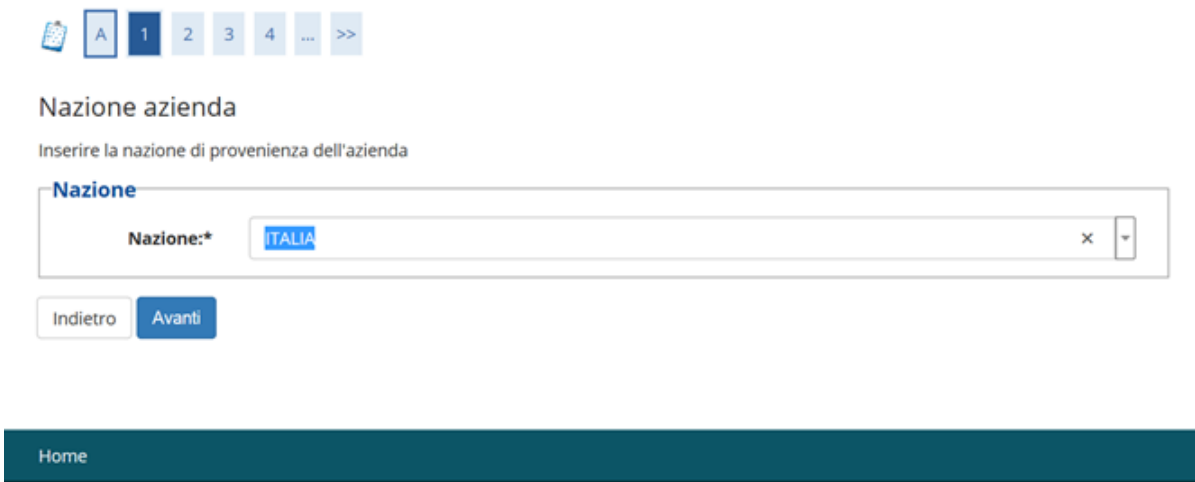 A 1 2 3 4 ... >>
Nazione azienda
Inserire la nazione di provenienza dell'azienda
Nazione
Nazione:* ITALIA ×
Indietro Avanti
Home